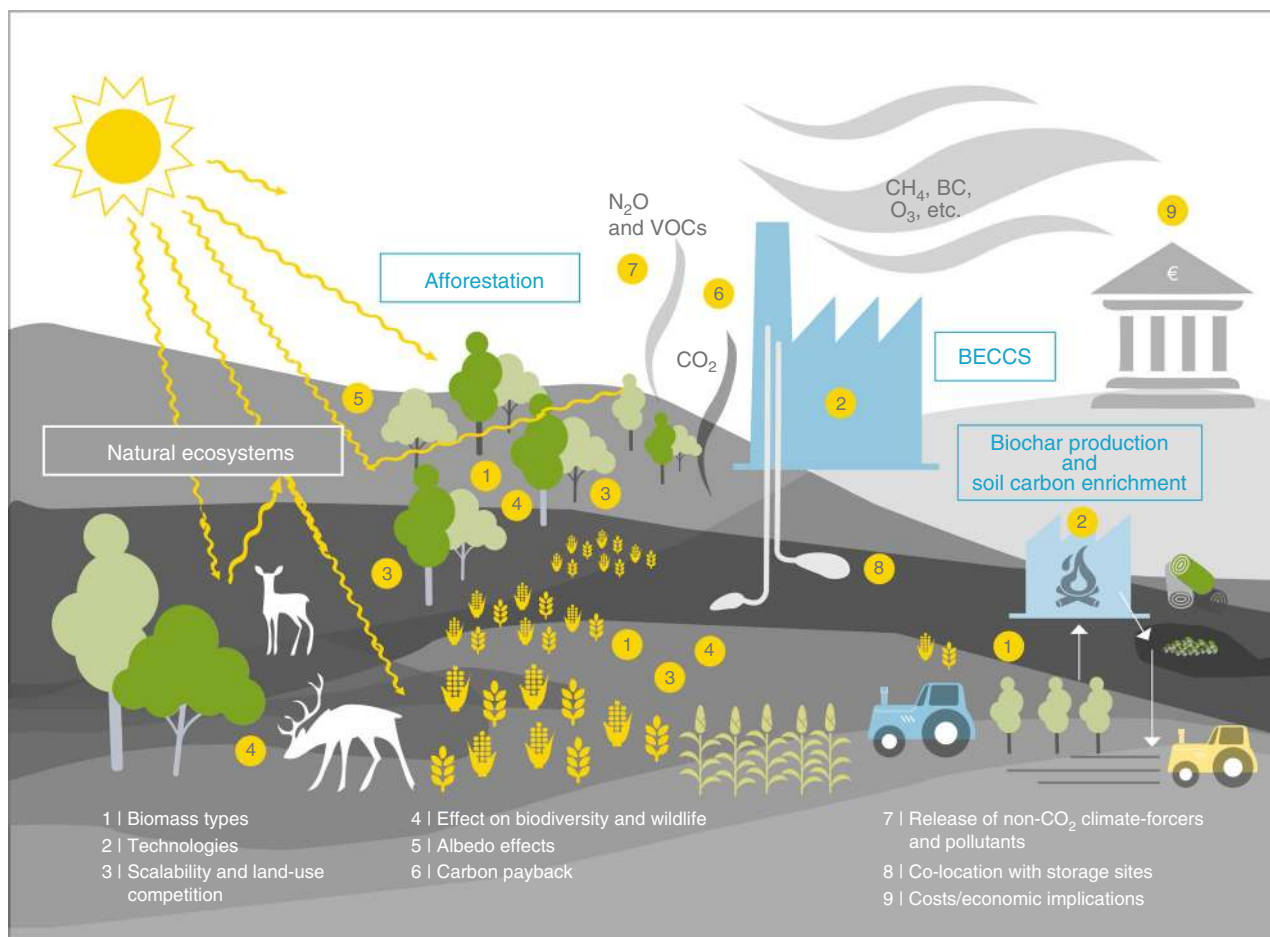 N₂O
and VOCs
7
CH₄, BC,
O₃, etc.
9
€
Afforestation
6
CO₂
BECCS
5
2
Natural ecosystems
Biochar production
and
soil carbon enrichment
1
4
3
2
3
8
1
4
3
1
4
1 | Biomass types
2 | Technologies
3 | Scalability and land-use
competition
4 | Effect on biodiversity and wildlife
5 | Albedo effects
6 | Carbon payback
7 | Release of non-CO₂ climate-forcers
and pollutants
8 | Co-location with storage sites
9 | Costs/economic implications